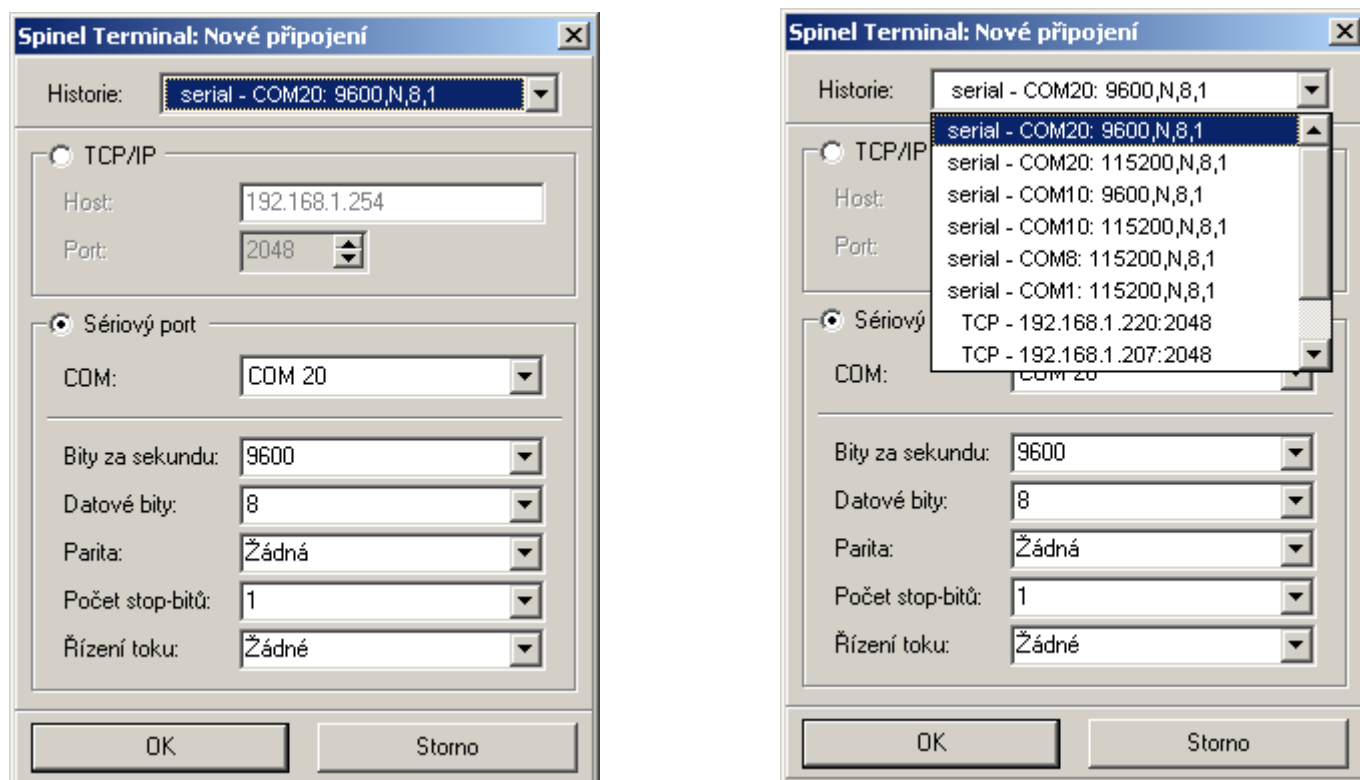 Spinel Terminal: Nové připojení
Historie: serial - COM20: 9600,N,8,1
TCP/IP
Host: 192.168.1.254
Port: 2048
Sériový port
COM: COM 20
Bity za sekundu: 9600
Datové bity: 8
Parita: Žádná
Počet stop-bitů: 1
Řízení toku: Žádné
OK Storno
Spinel Terminal: Nové připojení
Historie: serial - COM20: 9600,N,8,1
serial - COM20: 9600,N,8,1
serial - COM20: 115200,N,8,1
serial - COM10: 9600,N,8,1
serial - COM10: 115200,N,8,1
serial - COM8: 115200,N,8,1
serial - COM1: 115200,N,8,1
TCP - 192.168.1.220:2048
TCP - 192.168.1.207:2048
TCP/IP
Host:
Port:
Sériový
COM: COM 20
Bity za sekundu: 9600
Datové bity: 8
Parita: Žádná
Počet stop-bitů: 1
Řízení toku: Žádné
OK Storno